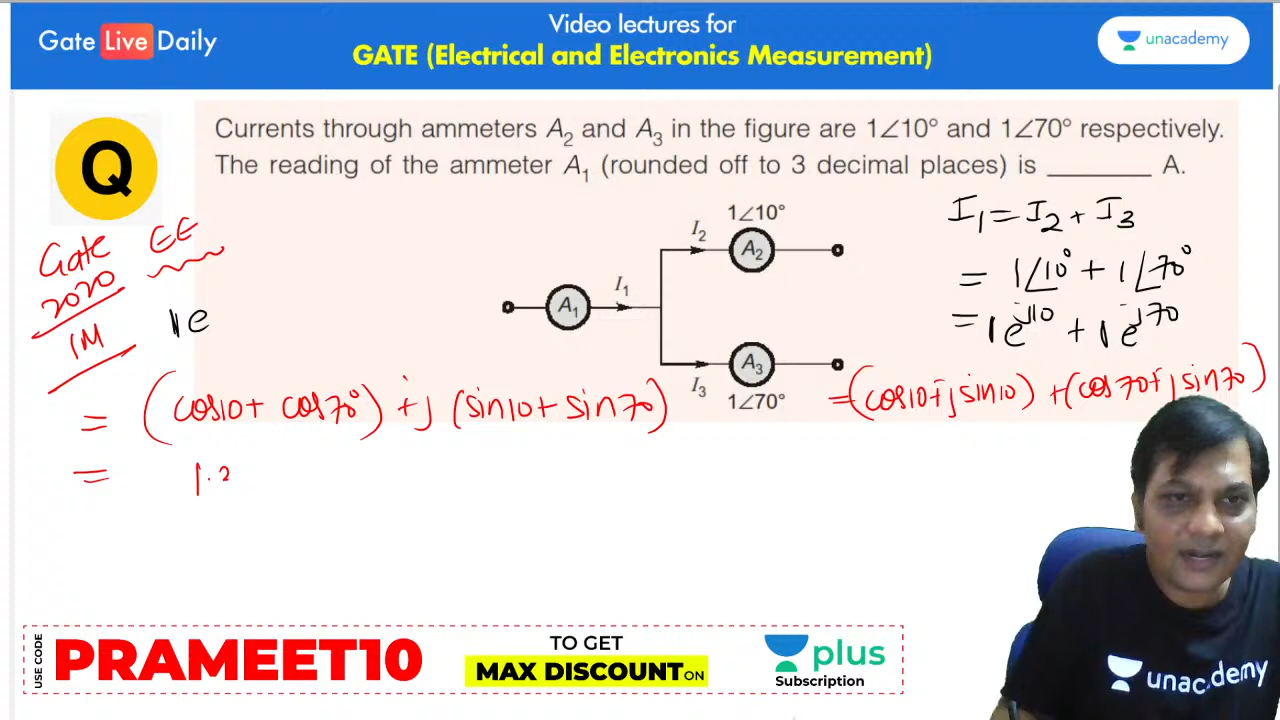 Gate Live Daily
Video lectures for
GATE (Electrical and Electronics Measurement)
unacademy
Q
Currents through ammeters A₂ and A₃ in the figure are 1∠10° and 1∠70° respectively.
The reading of the ammeter A₁ (rounded off to 3 decimal places) is ________ A.
Gate EE
2020
1M
1e
1∠10°
I₂
A₂
I₁
A₁
A₃
I₃
1∠70°
I₁ = I₂ + I₃
= 1∠10° + 1∠70°
= 1e^j10 + 1e^j70
= (cos10+j sin10) + (cos70+j sin70)
= (cos10 + cos70°) + j (sin10 + sin70)
= 1.2
USE CODE
PRAMEET10
TO GET
MAX DISCOUNT ON
plus
Subscription
unacademy